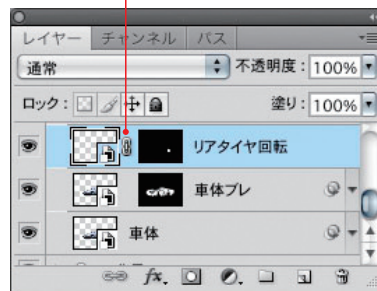 レイヤー チャンネル パス
通常 不透明度: 100%
ロック: 塗り: 100%
リアタイヤ回転
車体ブレ
車体
fx.